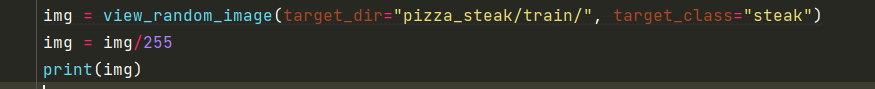 img = view_random_image(target_dir="pizza_steak/train/", target_class="steak")
img = img/255
print(img)